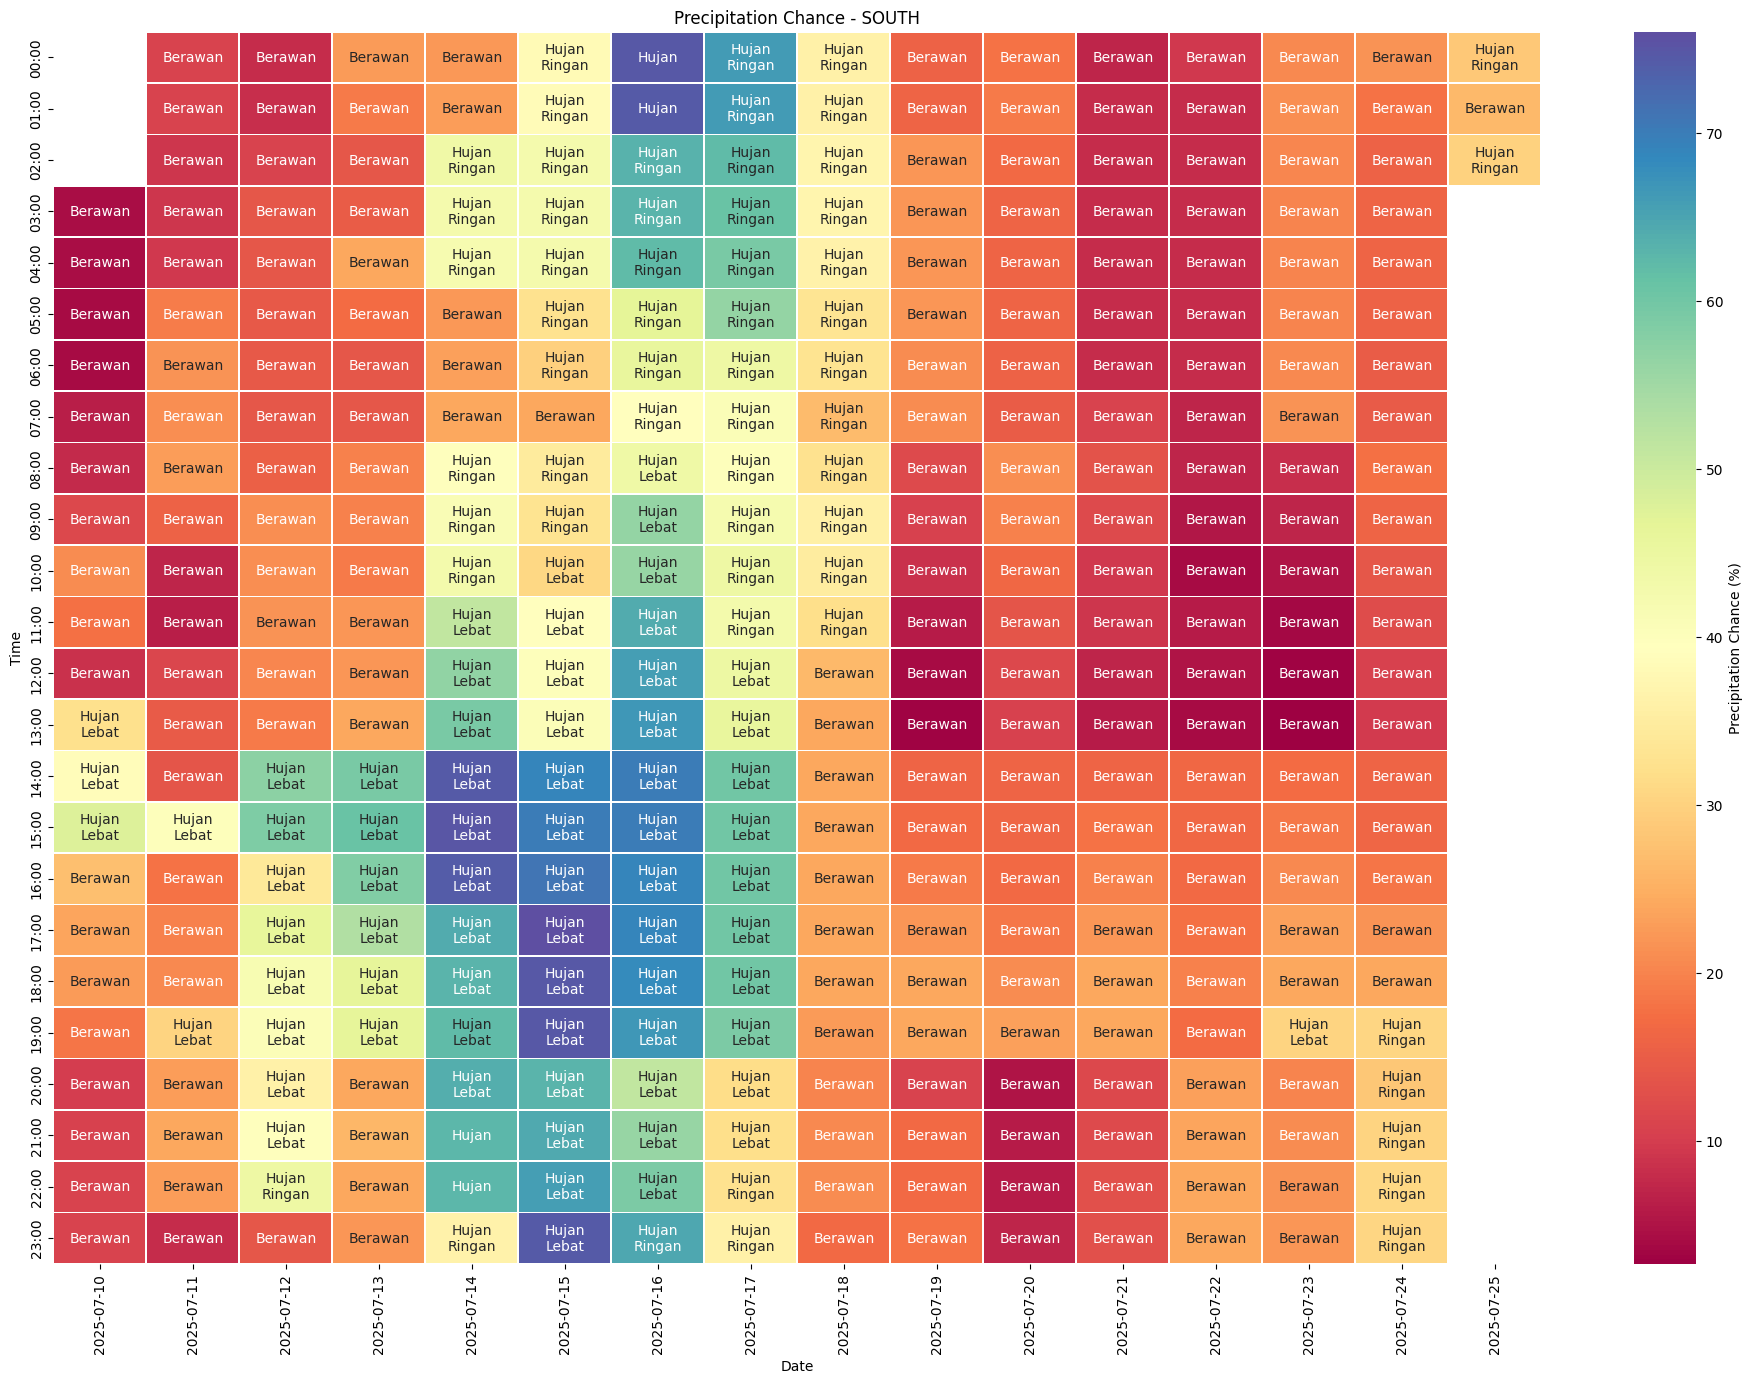 Precipitation Chance - SOUTH
Time
00:00 Berawan Berawan Berawan Berawan Hujan Ringan Hujan Hujan Ringan Hujan Ringan Berawan Berawan Berawan Berawan Berawan Berawan Hujan Ringan
01:00 Berawan Berawan Berawan Berawan Hujan Ringan Hujan Hujan Ringan Hujan Ringan Berawan Berawan Berawan Berawan Berawan Berawan Berawan
02:00 Berawan Berawan Berawan Hujan Ringan Hujan Ringan Hujan Ringan Hujan Ringan Hujan Ringan Berawan Berawan Berawan Berawan Berawan Berawan Hujan Ringan
03:00 Berawan Berawan Berawan Berawan Hujan Ringan Hujan Ringan Hujan Ringan Hujan Ringan Hujan Ringan Berawan Berawan Berawan Berawan Berawan Berawan
04:00 Berawan Berawan Berawan Berawan Hujan Ringan Hujan Ringan Hujan Ringan Hujan Ringan Hujan Ringan Berawan Berawan Berawan Berawan Berawan Berawan
05:00 Berawan Berawan Berawan Berawan Berawan Hujan Ringan Hujan Ringan Hujan Ringan Hujan Ringan Berawan Berawan Berawan Berawan Berawan Berawan
06:00 Berawan Berawan Berawan Berawan Berawan Hujan Ringan Hujan Ringan Hujan Ringan Hujan Ringan Berawan Berawan Berawan Berawan Berawan Berawan
07:00 Berawan Berawan Berawan Berawan Berawan Berawan Hujan Ringan Hujan Ringan Hujan Ringan Berawan Berawan Berawan Berawan Berawan Berawan
08:00 Berawan Berawan Berawan Berawan Hujan Ringan Hujan Ringan Hujan Lebat Hujan Ringan Hujan Ringan Berawan Berawan Berawan Berawan Berawan Berawan
09:00 Berawan Berawan Berawan Berawan Hujan Ringan Hujan Ringan Hujan Lebat Hujan Ringan Hujan Ringan Berawan Berawan Berawan Berawan Berawan Berawan
10:00 Berawan Berawan Berawan Berawan Hujan Ringan Hujan Lebat Hujan Lebat Hujan Ringan Hujan Ringan Berawan Berawan Berawan Berawan Berawan Berawan
11:00 Berawan Berawan Berawan Berawan Hujan Lebat Hujan Lebat Hujan Lebat Hujan Ringan Hujan Ringan Berawan Berawan Berawan Berawan Berawan Berawan
12:00 Berawan Berawan Berawan Berawan Hujan Lebat Hujan Lebat Hujan Lebat Hujan Lebat Berawan Berawan Berawan Berawan Berawan Berawan Berawan
13:00 Hujan Lebat Berawan Berawan Berawan Hujan Lebat Hujan Lebat Hujan Lebat Hujan Lebat Berawan Berawan Berawan Berawan Berawan Berawan Berawan
14:00 Hujan Lebat Berawan Hujan Lebat Hujan Lebat Hujan Lebat Hujan Lebat Hujan Lebat Hujan Lebat Berawan Berawan Berawan Berawan Berawan Berawan Berawan
15:00 Hujan Lebat Hujan Lebat Hujan Lebat Hujan Lebat Hujan Lebat Hujan Lebat Hujan Lebat Hujan Lebat Berawan Berawan Berawan Berawan Berawan Berawan Berawan
16:00 Berawan Berawan Hujan Lebat Hujan Lebat Hujan Lebat Hujan Lebat Hujan Lebat Hujan Lebat Berawan Berawan Berawan Berawan Berawan Berawan Berawan
17:00 Berawan Berawan Hujan Lebat Hujan Lebat Hujan Lebat Hujan Lebat Hujan Lebat Hujan Lebat Berawan Berawan Berawan Berawan Berawan Berawan Berawan
18:00 Berawan Berawan Hujan Lebat Hujan Lebat Hujan Lebat Hujan Lebat Hujan Lebat Hujan Lebat Berawan Berawan Berawan Berawan Berawan Berawan Berawan
19:00 Berawan Hujan Lebat Hujan Lebat Hujan Lebat Hujan Lebat Hujan Lebat Hujan Lebat Hujan Lebat Berawan Berawan Berawan Berawan Berawan Hujan Lebat Hujan Ringan
20:00 Berawan Berawan Hujan Lebat Berawan Hujan Lebat Hujan Lebat Hujan Lebat Hujan Lebat Berawan Berawan Berawan Berawan Berawan Berawan Hujan Ringan
21:00 Berawan Berawan Hujan Lebat Berawan Hujan Hujan Lebat Hujan Lebat Hujan Lebat Berawan Berawan Berawan Berawan Berawan Berawan Hujan Ringan
22:00 Berawan Berawan Hujan Ringan Berawan Hujan Hujan Lebat Hujan Lebat Hujan Ringan Berawan Berawan Berawan Berawan Berawan Berawan Hujan Ringan
23:00 Berawan Berawan Berawan Berawan Hujan Ringan Hujan Lebat Hujan Ringan Hujan Ringan Berawan Berawan Berawan Berawan Berawan Berawan Hujan Ringan
2025-07-10 2025-07-11 2025-07-12 2025-07-13 2025-07-14 2025-07-15 2025-07-16 2025-07-17 2025-07-18 2025-07-19 2025-07-20 2025-07-21 2025-07-22 2025-07-23 2025-07-24 2025-07-25
Date
70
60
50
40
30
20
10
Precipitation Chance (%)